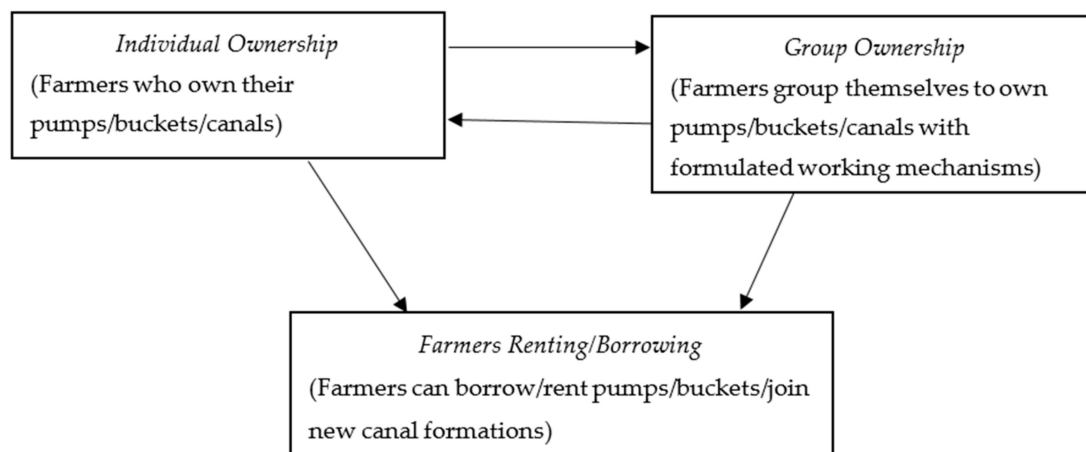 Individual Ownership
(Farmers who own their
pumps/buckets/canals)
Group Ownership
(Farmers group themselves to own
pumps/buckets/canals with
formulated working mechanisms)
Farmers Renting/Borrowing
(Farmers can borrow/rent pumps/buckets/join
new canal formations)